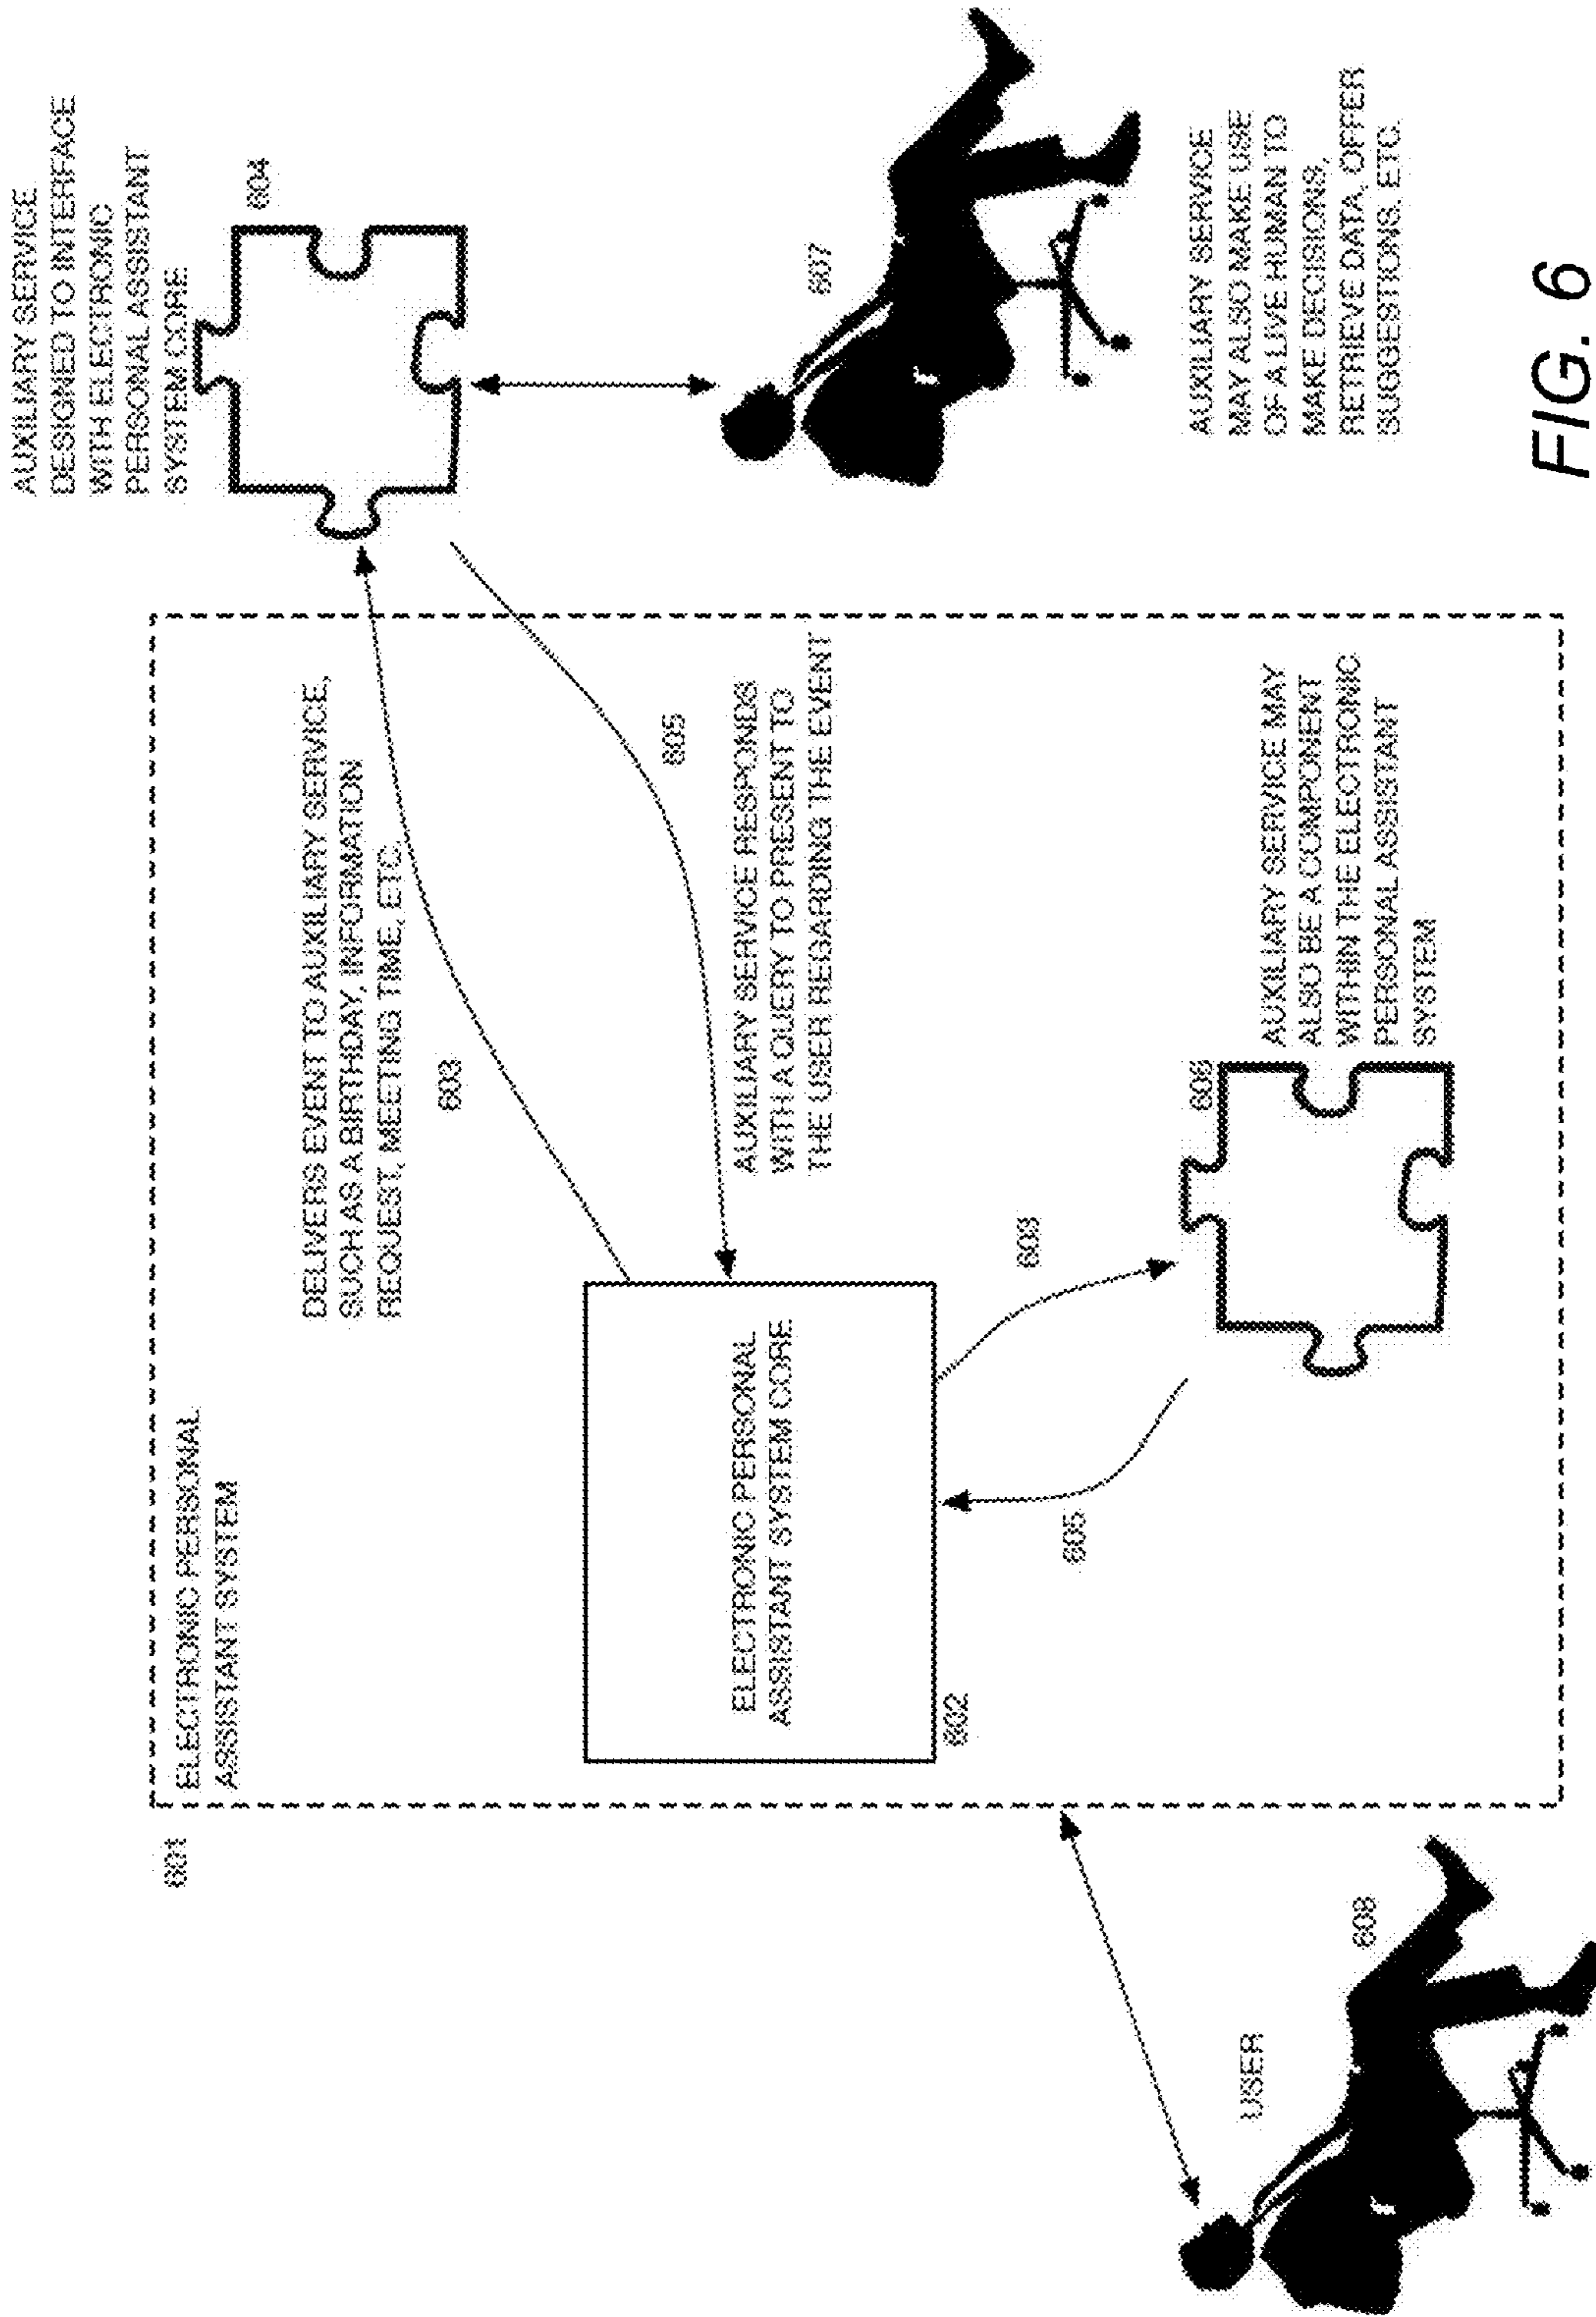 601
ELECTRONIC PERSONAL
ASSISTANT SYSTEM
DELIVERS EVENT TO AUXILIARY SERVICE,
SUCH AS A BIRTHDAY, INFORMATION
REQUEST, MEETING TIME, ETC.
603
AUXILIARY SERVICE
DESIGNED TO INTERFACE
WITH ELECTRONIC
PERSONAL ASSISTANT
SYSTEM CORE
604
ELECTRONIC PERSONAL
ASSISTANT SYSTEM CORE
602
605
AUXILIARY SERVICE RESPONDS
WITH A QUERY TO PRESENT TO
THE USER REGARDING THE EVENT
607
603
605
606
AUXILIARY SERVICE MAY
ALSO BE A COMPONENT
WITHIN THE ELECTRONIC
PERSONAL ASSISTANT
SYSTEM
AUXILIARY SERVICE
MAY ALSO MAKE USE
OF A LIVE HUMAN TO
MAKE DECISIONS,
RETRIEVE DATA, OFFER
SUGGESTIONS, ETC.
USER
608
FIG. 6